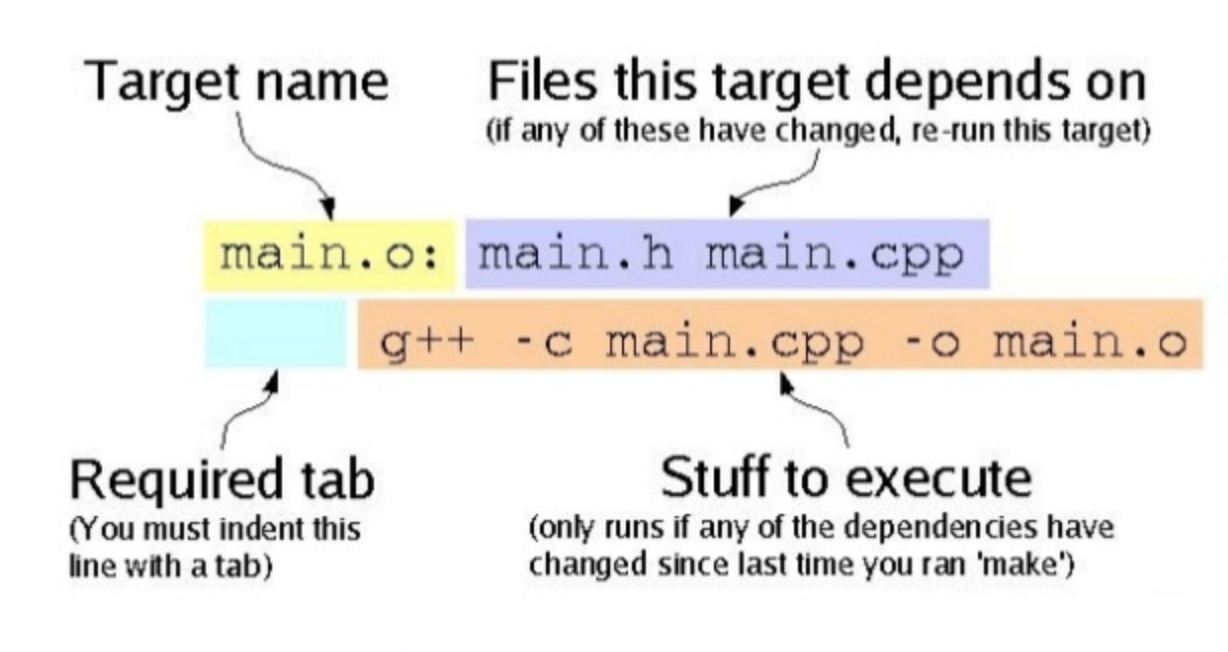 Target name
Files this target depends on
(if any of these have changed, re-run this target)
main.o: main.h main.cpp
g++ -c main.cpp -o main.o
Required tab
(You must indent this
line with a tab)
Stuff to execute
(only runs if any of the dependencies have
changed since last time you ran 'make')